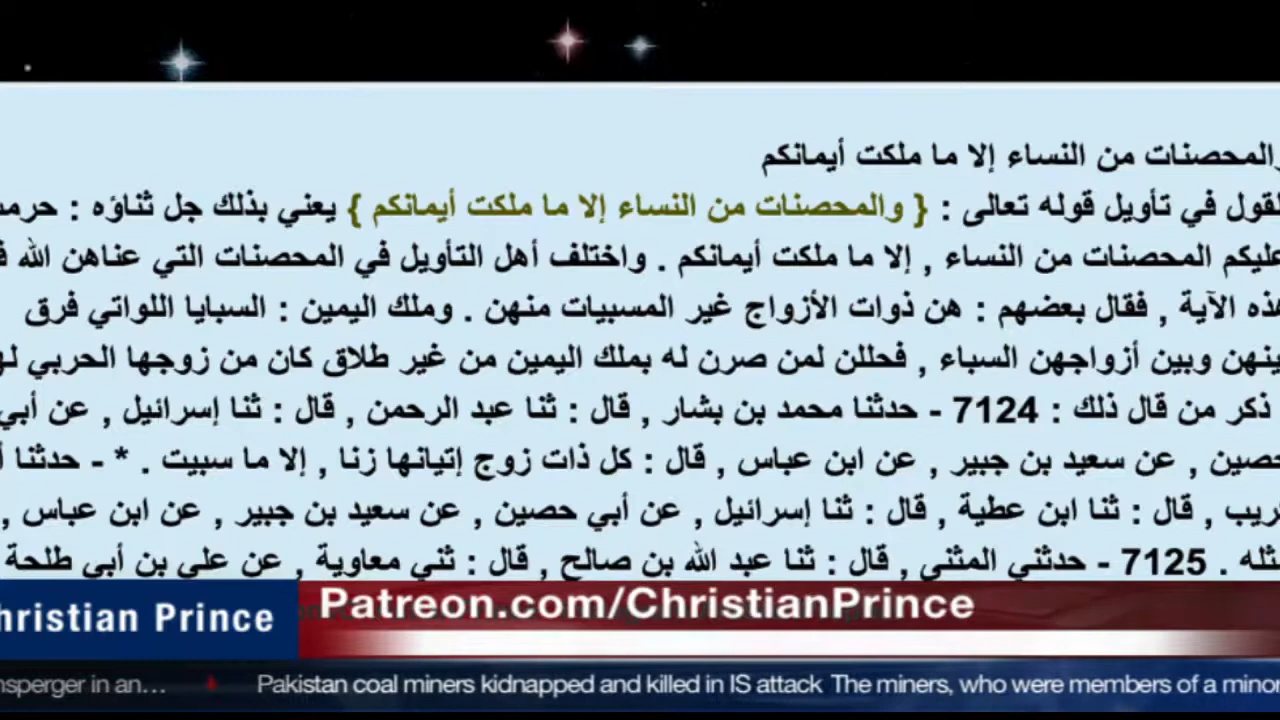 والمحصنات من النساء إلا ما ملكت أيمانكم
القول في تأويل قوله تعالى : { والمحصنات من النساء إلا ما ملكت أيمانكم } يعني بذلك جل ثناؤه : حرمت
عليكم المحصنات من النساء , إلا ما ملكت أيمانكم . واختلف أهل التأويل في المحصنات التي عناهن الله
هذه الآية , فقال بعضهم : هن ذوات الأزواج غير المسبيات منهن . وملك اليمين : السبايا اللواتي فرق
بينهن وبين أزواجهن السباء , فحللن لمن صرن له بملك اليمين من غير طلاق كان من زوجها الحربي
ذكر من قال ذلك : 7124 - حدثنا محمد بن بشار , قال : ثنا عبد الرحمن , قال : ثنا إسرائيل , عن أبي
حصين , عن سعيد بن جبير , عن ابن عباس , قال : كل ذات زوج إتيانها زنا , إلا ما سبيت . * - حدثنا
كريب , قال : ثنا ابن عطية , قال : ثنا إسرائيل , عن أبي حصين , عن سعيد بن جبير , عن ابن عباس ,
مثله . 7125 - حدثني المثنى , قال : ثنا عبد الله بن صالح , قال : ثني معاوية , عن علي بن أبي طلحة
hristian Prince
Patreon.com/ChristianPrince
nsperger in an… Pakistan coal miners kidnapped and killed in IS attack The miners, who were members of a minor